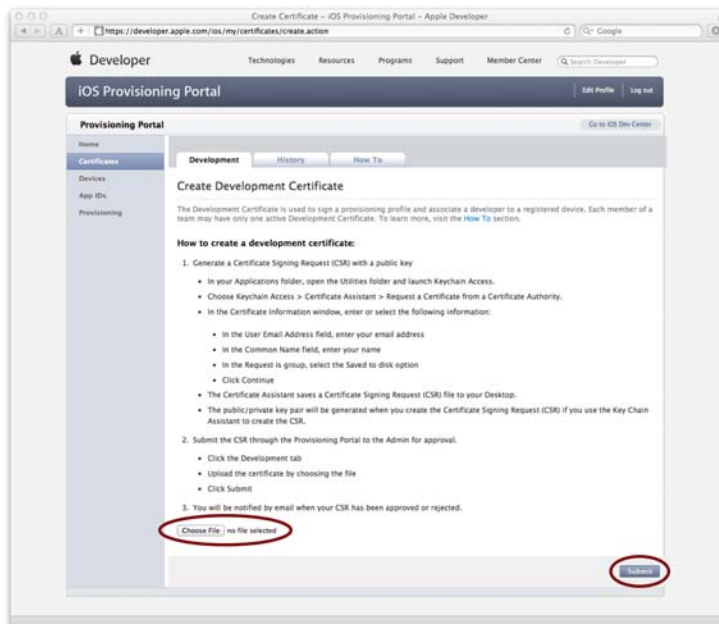 Create Certificate - iOS Provisioning Portal - Apple Developer
https://developer.apple.com/ios/my/certificates/create.action
Google
Developer
Technologies Resources Programs Support Member Center Search Developer
iOS Provisioning Portal
Edit Profile Log out
Provisioning Portal
Go to iOS Dev Center
Home
Certificates
Development History How To
Devices
App IDs
Provisioning
Create Development Certificate
The Development Certificate is used to sign a provisioning profile and associate a developer to a registered device. Each member of a
team may have only one active Development Certificate. To learn more, visit the How To section.
How to create a development certificate:
1. Generate a Certificate Signing Request (CSR) with a public key
• In your Applications folder, open the Utilities folder and launch Keychain Access.
• Choose Keychain Access > Certificate Assistant > Request a Certificate from a Certificate Authority.
• In the Certificate Information window, enter or select the following information:
• In the User Email Address field, enter your email address
• In the Common Name field, enter your name
• In the Request is group, select the Saved to disk option
• Click Continue
• The Certificate Assistant saves a Certificate Signing Request (CSR) file to your Desktop.
• The public/private key pair will be generated when you create the Certificate Signing Request (CSR) if you use the Key Chain
Assistant to create the CSR.
2. Submit the CSR through the Provisioning Portal to the Admin for approval.
• Click the Development tab
• Upload the certificate by choosing the file
• Click Submit
3. You will be notified by email when your CSR has been approved or rejected.
Choose File no file selected
Submit